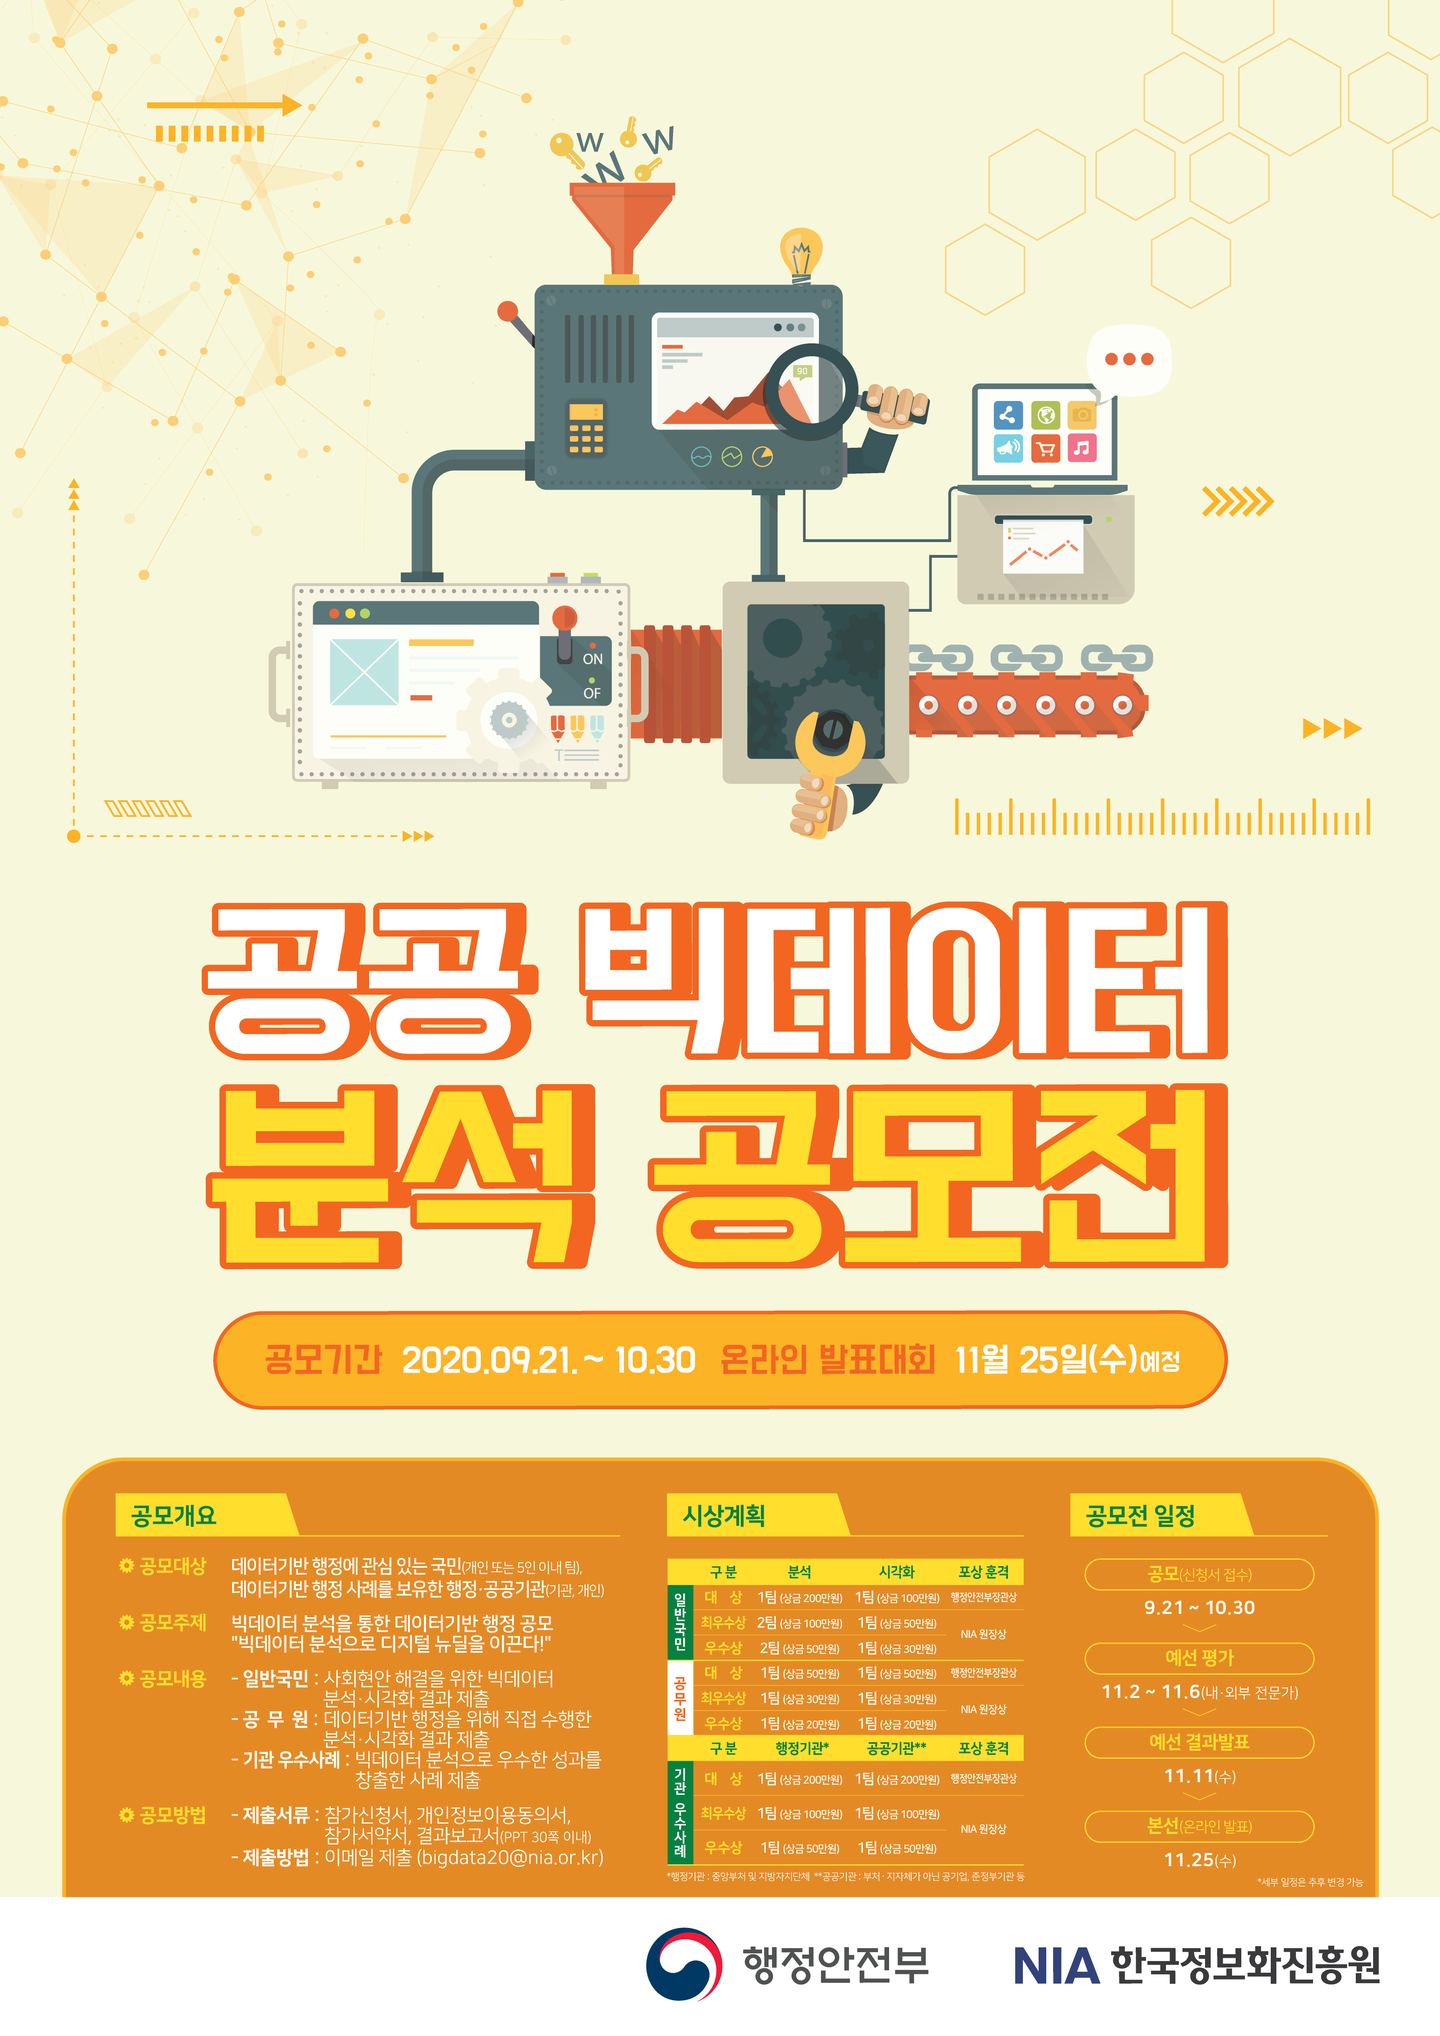 W W W
90
ON
OF
T
공공 빅데이터
분석 공모전
공모기간 2020.09.21. ~ 10.30 온라인 발표대회 11월 25일(수)예정
공모개요
공모대상 데이터기반 행정에 관심 있는 국민(개인 또는 5인 이내 팀),
데이터기반 행정 사례를 보유한 행정·공공기관(기관, 개인)
공모주제 빅데이터 분석을 통한 데이터기반 행정 공모
"빅데이터 분석으로 디지털 뉴딜을 이끈다!"
공모내용 - 일반국민 : 사회현안 해결을 위한 빅데이터
분석·시각화 결과 제출
- 공 무 원 : 데이터기반 행정을 위해 직접 수행한
분석·시각화 결과 제출
- 기관 우수사례 : 빅데이터 분석으로 우수한 성과를
창출한 사례 제출
공모방법 - 제출서류 : 참가신청서, 개인정보이용동의서,
참가서약서, 결과보고서(PPT 30쪽 이내)
- 제출방법 : 이메일 제출 (bigdata20@nia.or.kr)
시상계획
구 분 분석 시각화 포상 훈격
일반국민
대 상 1팀 (상금 200만원) 1팀 (상금 100만원) 행정안전부장관상
최우수상 2팀 (상금 100만원) 1팀 (상금 50만원)
NIA 원장상
우수상 2팀 (상금 50만원) 1팀 (상금 30만원)
공무원
대 상 1팀 (상금 50만원) 1팀 (상금 50만원) 행정안전부장관상
최우수상 1팀 (상금 30만원) 1팀 (상금 30만원)
NIA 원장상
우수상 1팀 (상금 20만원) 1팀 (상금 20만원)
구 분 행정기관* 공공기관** 포상 훈격
기관 우수사례
대 상 1팀 (상금 200만원) 1팀 (상금 200만원) 행정안전부장관상
최우수상 1팀 (상금 100만원) 1팀 (상금 100만원)
NIA 원장상
우수상 1팀 (상금 50만원) 1팀 (상금 50만원)
*행정기관 : 중앙부처 및 지방자치단체 **공공기관 : 부처·지자체가 아닌 공기업, 준정부기관 등
공모전 일정
공모(신청서 접수)
9.21 ~ 10.30
예선 평가
11.2 ~ 11.6(내·외부 전문가)
예선 결과발표
11.11(수)
본선(온라인 발표)
11.25(수)
*세부 일정은 추후 변경 가능
행정안전부
NIA 한국정보화진흥원